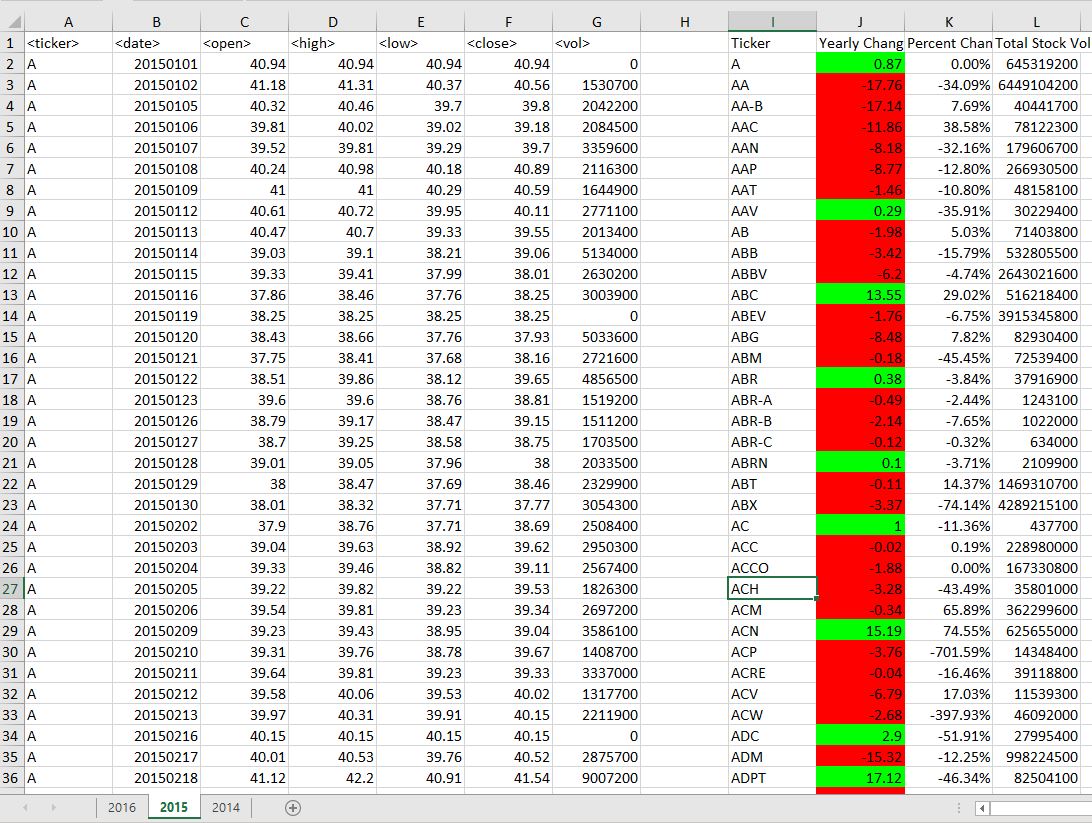 A B C D E F G H I J K L
1 <ticker> <date> <open> <high> <low> <close> <vol> Ticker Yearly Chang Percent Chan Total Stock Vol
2 A 20150101 40.94 40.94 40.94 40.94 0 A 0.87 0.00% 645319200
3 A 20150102 41.18 41.31 40.37 40.56 1530700 AA -17.76 -34.09% 6449104200
4 A 20150105 40.32 40.46 39.7 39.8 2042200 AA-B -17.14 7.69% 40441700
5 A 20150106 39.81 40.02 39.02 39.18 2084500 AAC -11.86 38.58% 78122300
6 A 20150107 39.52 39.81 39.29 39.7 3359600 AAN -8.18 -32.16% 179606700
7 A 20150108 40.24 40.98 40.18 40.89 2116300 AAP -8.77 -12.80% 266930500
8 A 20150109 41 41 40.29 40.59 1644900 AAT -1.46 -10.80% 48158100
9 A 20150112 40.61 40.72 39.95 40.11 2771100 AAV 0.29 -35.91% 30229400
10 A 20150113 40.47 40.7 39.33 39.55 2013400 AB -1.98 5.03% 71403800
11 A 20150114 39.03 39.1 38.21 39.06 5134000 ABB -3.42 -15.79% 532805500
12 A 20150115 39.33 39.41 37.99 38.01 2630200 ABBV -6.2 -4.74% 2643021600
13 A 20150116 37.86 38.46 37.76 38.25 3003900 ABC 13.55 29.02% 516218400
14 A 20150119 38.25 38.25 38.25 38.25 0 ABEV -1.76 -6.75% 3915345800
15 A 20150120 38.43 38.66 37.76 37.93 5033600 ABG -8.48 7.82% 82930400
16 A 20150121 37.75 38.41 37.68 38.16 2721600 ABM -0.18 -45.45% 72539400
17 A 20150122 38.51 39.86 38.12 39.65 4856500 ABR 0.38 -3.84% 37916900
18 A 20150123 39.6 39.6 38.76 38.81 1519200 ABR-A -0.49 -2.44% 1243100
19 A 20150126 38.79 39.17 38.47 39.15 1511200 ABR-B -2.14 -7.65% 1022000
20 A 20150127 38.7 39.25 38.58 38.75 1703500 ABR-C -0.12 -0.32% 634000
21 A 20150128 39.01 39.05 37.96 38 2033500 ABRN 0.1 -3.71% 2109900
22 A 20150129 38 38.47 37.69 38.46 2329900 ABT -0.11 14.37% 1469310700
23 A 20150130 38.01 38.32 37.71 37.77 3054300 ABX -3.37 -74.14% 4289215100
24 A 20150202 37.9 38.76 37.71 38.69 2508400 AC 1 -11.36% 437700
25 A 20150203 39.04 39.63 38.92 39.62 2950300 ACC -0.02 0.19% 228980000
26 A 20150204 39.33 39.46 38.82 39.11 2567400 ACCO -1.88 0.00% 167330800
27 A 20150205 39.22 39.82 39.22 39.53 1826300 ACH -3.28 -43.49% 35801000
28 A 20150206 39.54 39.81 39.23 39.34 2697200 ACM -0.34 65.89% 362299600
29 A 20150209 39.23 39.43 38.95 39.04 3586100 ACN 15.19 74.55% 625655000
30 A 20150210 39.31 39.76 38.78 39.67 1408700 ACP -3.76 -701.59% 14348400
31 A 20150211 39.64 39.81 39.23 39.33 3337000 ACRE -0.04 -16.46% 39118800
32 A 20150212 39.58 40.06 39.53 40.02 1317700 ACV -6.79 17.03% 11539300
33 A 20150213 39.97 40.31 39.91 40.15 2211900 ACW -2.68 -397.93% 46092000
34 A 20150216 40.15 40.15 40.15 40.15 0 ADC 2.9 -51.91% 27995400
35 A 20150217 40.01 40.53 39.76 40.52 2875700 ADM -15.32 -12.25% 998224500
36 A 20150218 41.12 42.2 40.91 41.54 9007200 ADPT 17.12 -46.34% 82504100
2016 2015 2014